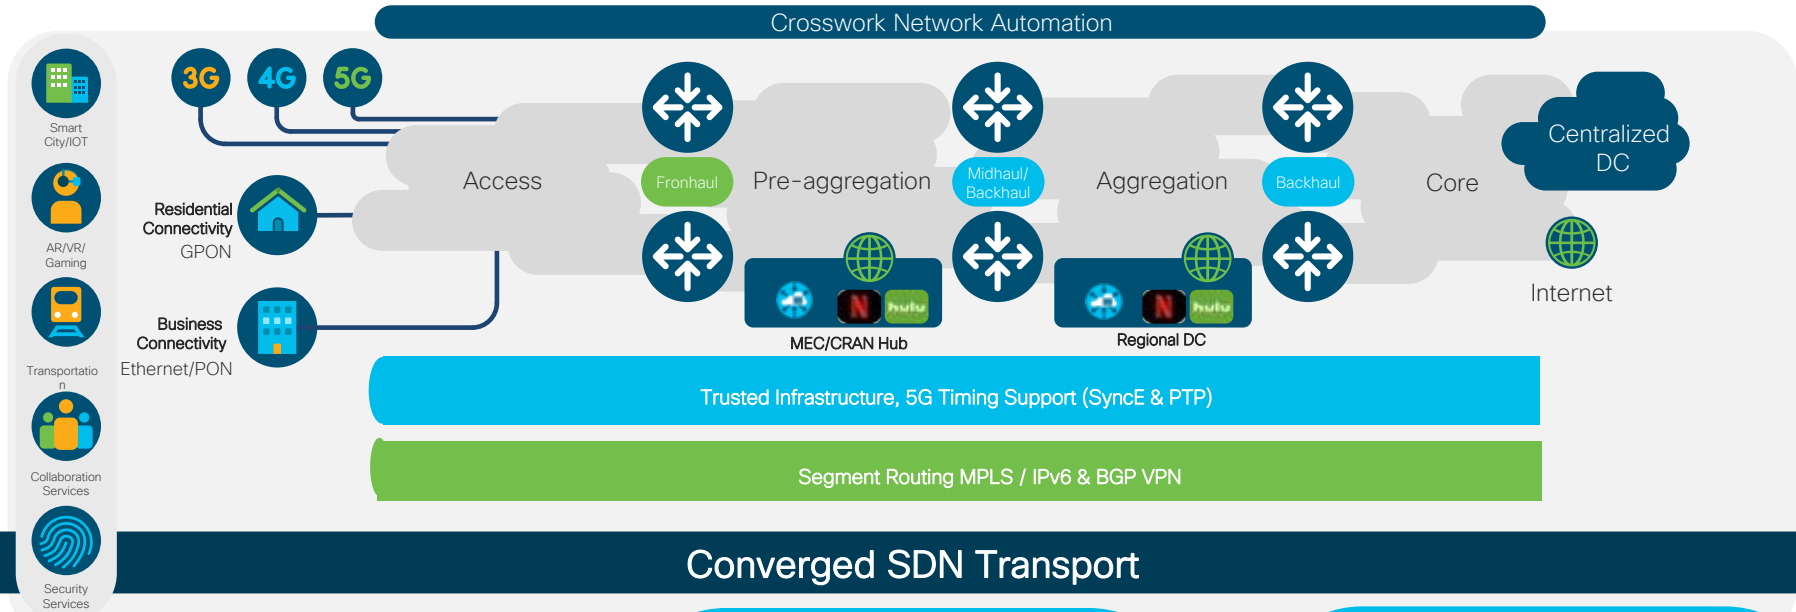 Crosswork Network Automation
3G
4G
5G
Smart
City/IOT
AR/VR/
Gaming
Transportatio
n
Collaboration
Services
Security
Services
Residential
Connectivity
GPON
Business
Connectivity
Ethernet/PON
Access
Fronhaul
Pre-aggregation
Midhaul/
Backhaul
Aggregation
Backhaul
Core
Centralized
DC
Internet
N
hulu
MEC/CRAN Hub
N
hulu
Regional DC
Trusted Infrastructure, 5G Timing Support (SyncE & PTP)
Segment Routing MPLS / IPv6 & BGP VPN
Converged SDN Transport